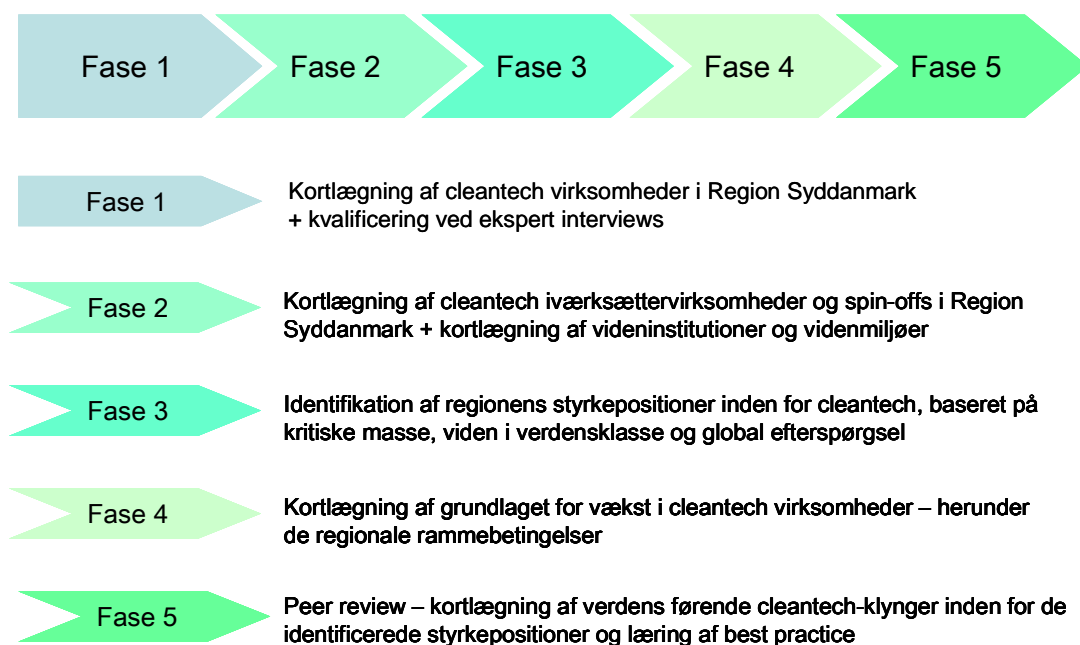 Fase 1
Fase 2
Fase 3
Fase 4
Fase 5
Fase 1
Kortlægning af cleantech virksomheder i Region Syddanmark
+ kvalificering ved ekspert interviews
Fase 2
Kortlægning af cleantech iværksættervirksomheder og spin-offs i Region
Syddanmark + kortlægning af videninstitutioner og videnmiljøer
Fase 3
Identifikation af regionens styrkepositioner inden for cleantech, baseret på
kritiske masse, viden i verdensklasse og global efterspørgsel
Fase 4
Kortlægning af grundlaget for vækst i cleantech virksomheder – herunder
de regionale rammebetingelser
Fase 5
Peer review – kortlægning af verdens førende cleantech-klynger inden for de
identificerede styrkepositioner og læring af best practice